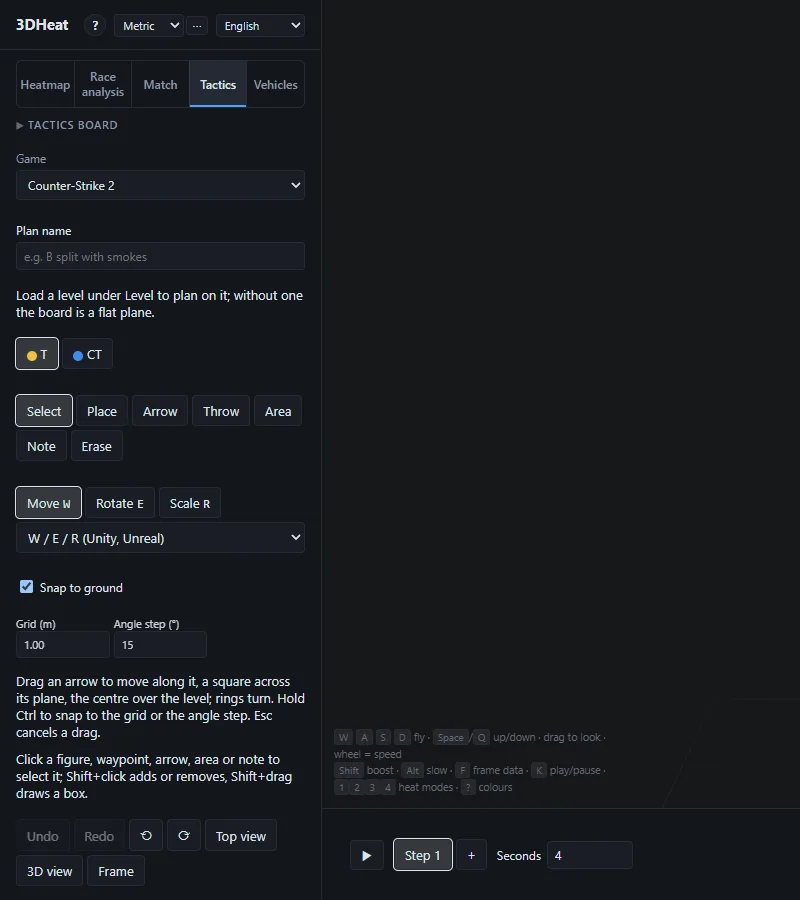 3DHeat ? Metric ... English
Heatmap Race analysis Match Tactics Vehicles
▶ TACTICS BOARD
Game
Counter-Strike 2
Plan name
e.g. B split with smokes
Load a level under Level to plan on it; without one
the board is a flat plane.
T CT
Select Place Arrow Throw Area
Note Erase
Move W Rotate E Scale R
W / E / R (Unity, Unreal)
Snap to ground
Grid (m) Angle step (°)
1.00 15
Drag an arrow to move along it, a square across
its plane, the centre over the level; rings turn. Hold
Ctrl to snap to the grid or the angle step. Esc
cancels a drag.
Click a figure, waypoint, arrow, area or note to
select it; Shift+click adds or removes, Shift+drag
draws a box.
Undo Redo ⟲ ⟳ Top view
3D view Frame
W A S D fly · Space/Q up/down · drag to look ·
wheel = speed
Shift boost · Alt slow · F frame data · K play/pause ·
1 2 3 4 heat modes · ? colours
▶ Step 1 + Seconds 4